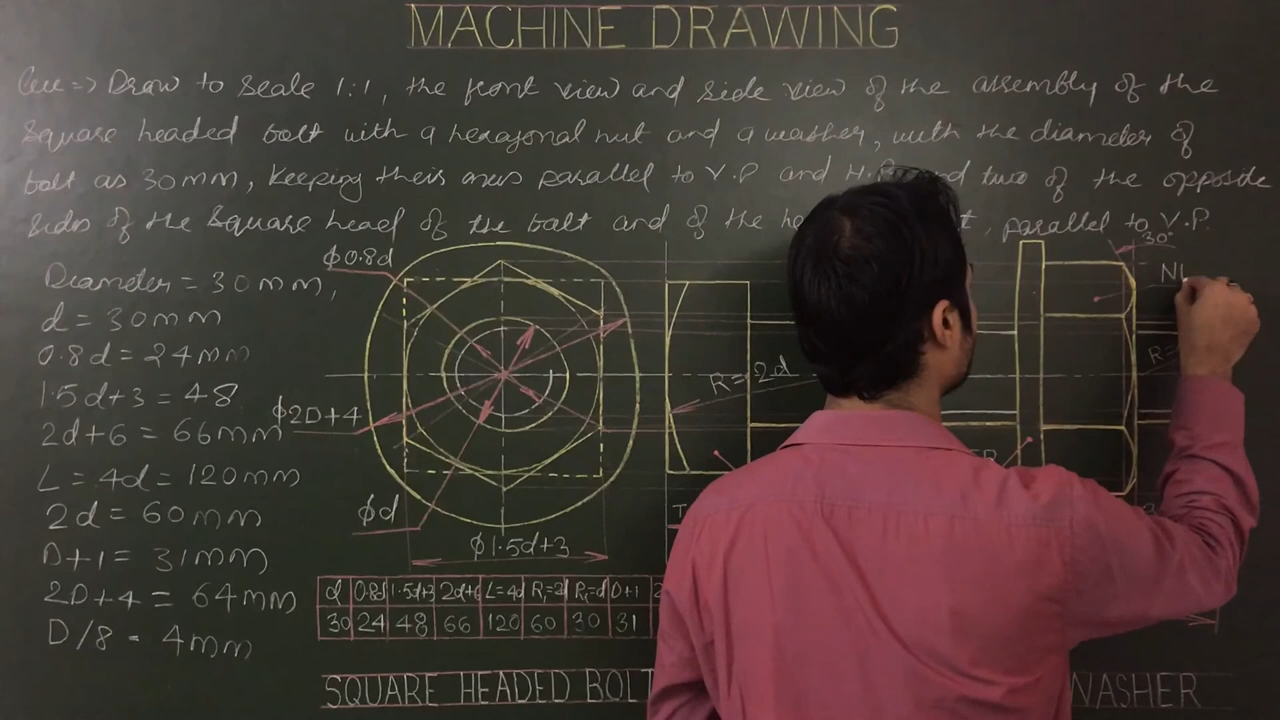 MACHINE DRAWING
Draw to Scale 1:1, the front view and side view of the assembly of the
Square headed bolt with a hexagonal nut and a washer, with the diameter of
bolt as 30mm, keeping their axes parallel to V.P and H.P and two of the opposite
sides of the square head of the bolt and of the he t, parallel to V.P.
Diameter = 30mm,
d = 30mm
0.8d = 24mm
1.5d+3 = 48
2d+6 = 66mm
L = 4d = 120mm
2d = 60mm
D+1 = 31mm
2D+4 = 64mm
D/8 = 4mm
ϕ0.8d
ϕ2D+4
ϕd
ϕ1.5d+3
R=2d
30°
NU
R=
ER
d 0.8d 1.5d+3 2d+6 L=4d R1=2d R2=d D+1 2
30 24 48 66 120 60 30 31
SQUARE HEADED BOLT WASHER